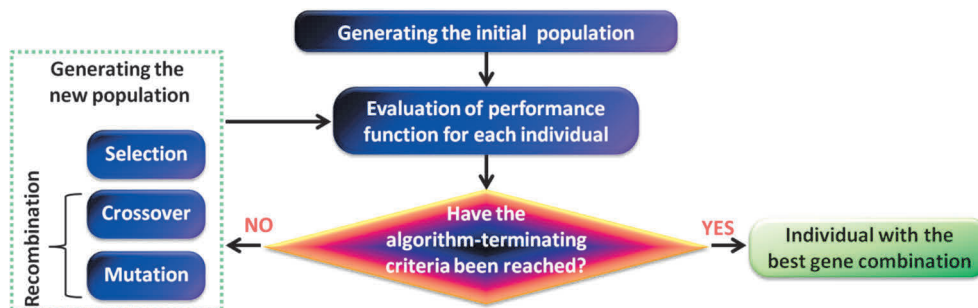 Generating the initial population
Generating the
new population
Evaluation of performance
function for each individual
Selection
Recombination
Crossover
Mutation
Have the
algorithm-terminating
criteria been reached?
NO
YES
Individual with the
best gene combination